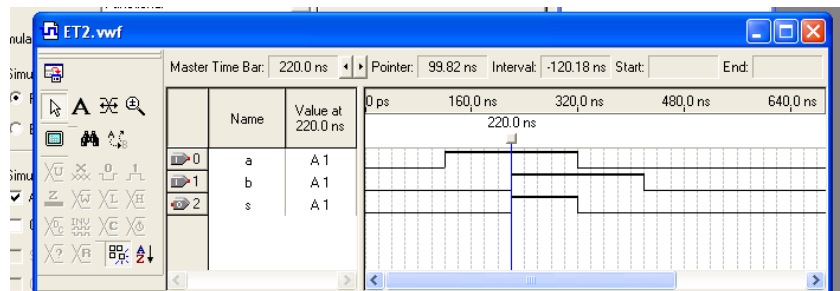 ET2.vwf
Master Time Bar: 220.0 ns Pointer: 99.82 ns Interval: -120.18 ns Start: End:
Name Value at 220.0 ns
0 ps 160.0 ns 320.0 ns 480.0 ns 640.0 ns
220.0 ns
0 a A 1
1 b A 1
2 s A 1